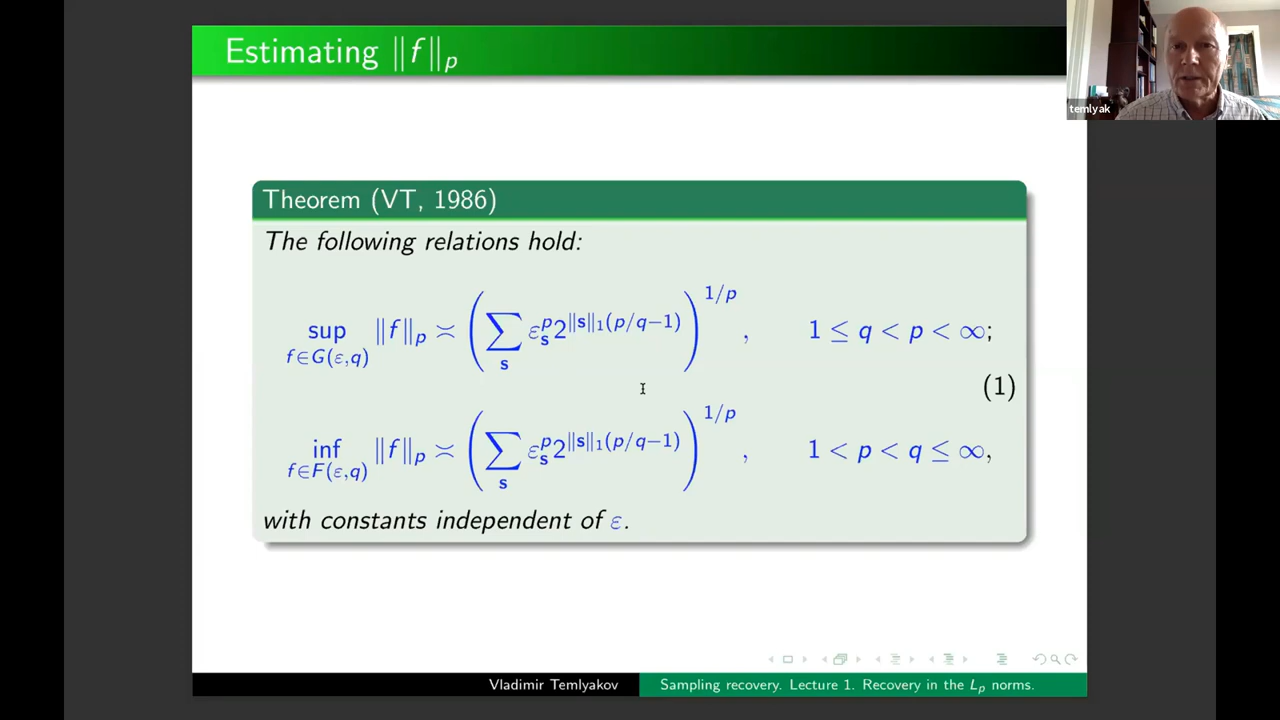 Estimating ‖f‖_p
temlyak
Theorem (VT, 1986)
The following relations hold:
sup_{f∈G(ε,q)} ‖f‖_p ≍ (∑_s ε_s^p 2^{‖s‖_1(p/q−1)})^{1/p}, 1 ≤ q < p < ∞;
(1)
inf_{f∈F(ε,q)} ‖f‖_p ≍ (∑_s ε_s^p 2^{‖s‖_1(p/q−1)})^{1/p}, 1 < p < q ≤ ∞,
with constants independent of ε.
Vladimir Temlyakov
Sampling recovery. Lecture 1. Recovery in the L_p norms.